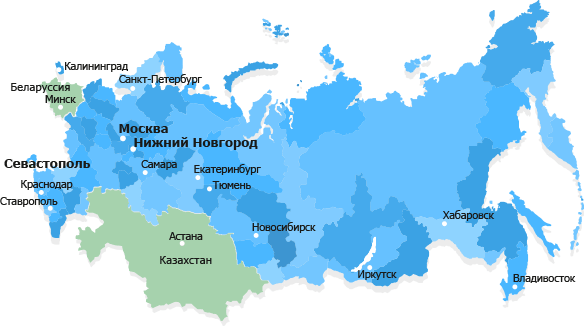 Калининград
Санкт-Петербург
Беларуссия
Минск
Москва
Нижний Новгород
Севастополь
Самара
Екатеринбург
Краснодар
Тюмень
Ставрополь
Хабаровск
Новосибирск
Астана
Казахстан
Иркутск
Владивосток